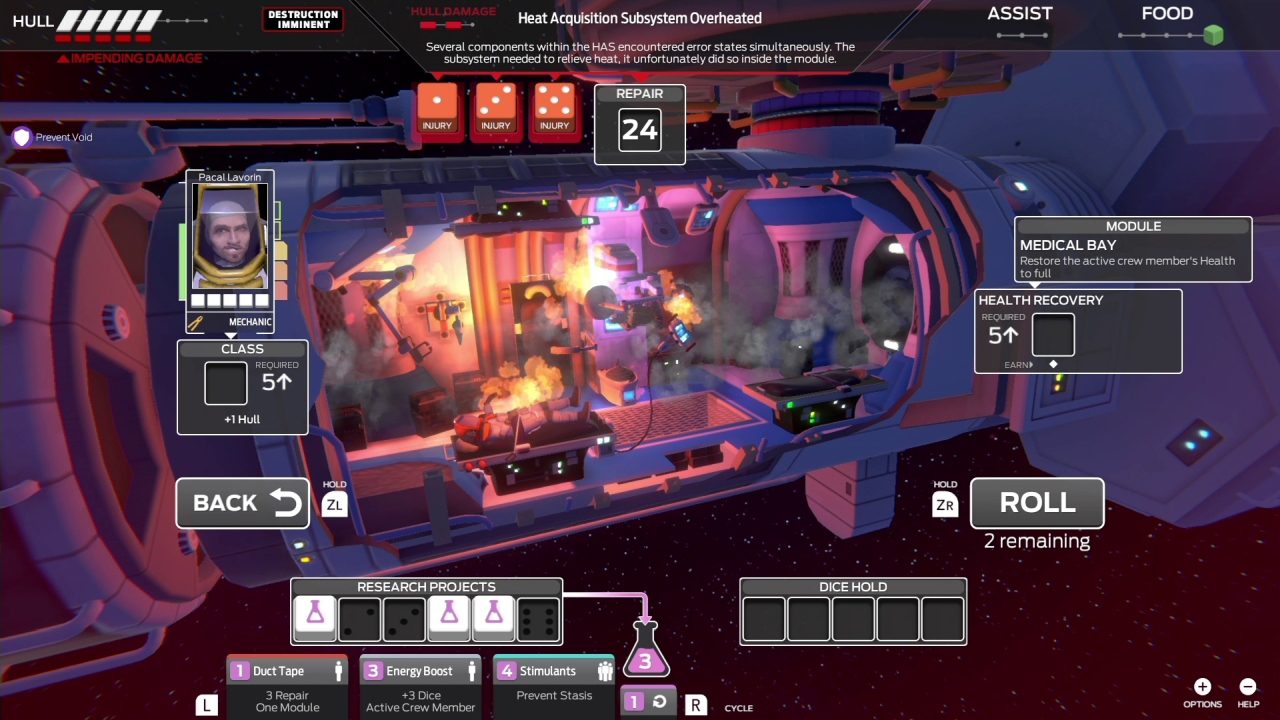 HULL
DESTRUCTION
IMMINENT
IMPENDING DAMAGE
HULL DAMAGE
Heat Acquisition Subsystem Overheated
Several components within the HAS encountered error states simultaneously. The
subsystem needed to relieve heat, it unfortunately did so inside the module.
ASSIST
FOOD
INJURY
INJURY
INJURY
REPAIR
24
Prevent Void
Pacal Lavorin
MECHANIC
CLASS
REQUIRED
5
+1 Hull
MODULE
MEDICAL BAY
Restore the active crew member's Health
to full
HEALTH RECOVERY
REQUIRED
5
EARN
BACK
HOLD
ZL
HOLD
ZR
ROLL
2 remaining
RESEARCH PROJECTS
DICE HOLD
3
1 Duct Tape
3 Repair
One Module
3 Energy Boost
+3 Dice
Active Crew Member
4 Stimulants
Prevent Stasis
1
L
R
CYCLE
OPTIONS
HELP